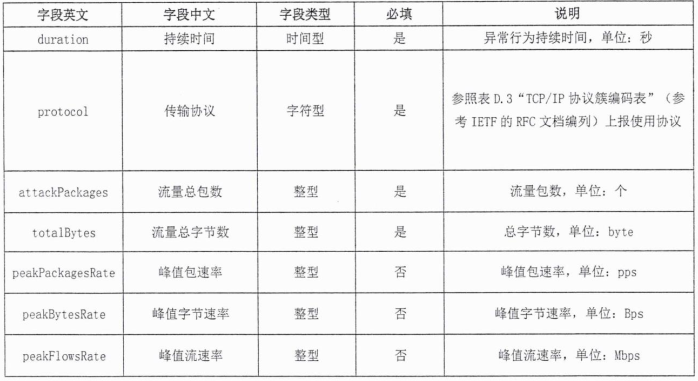 字段英文 字段中文 字段类型 必填 说明
duration 持续时间 时间型 是 异常行为持续时间，单位：秒
protocol 传输协议 字符型 是 参照表 D.3“TCP/IP 协议簇编码表”（参
考 IETF 的 RFC 文档编列）上报使用协议
attackPackages 流量总包数 整型 是 流量包数，单位：个
totalBytes 流量总字节数 整型 是 总字节数，单位：byte
peakPackagesRate 峰值包速率 整型 否 峰值包速率，单位：pps
peakBytesRate 峰值字节速率 整型 否 峰值字节速率，单位：Bps
peakFlowsRate 峰值流速率 整型 否 峰值流速率，单位：Mbps